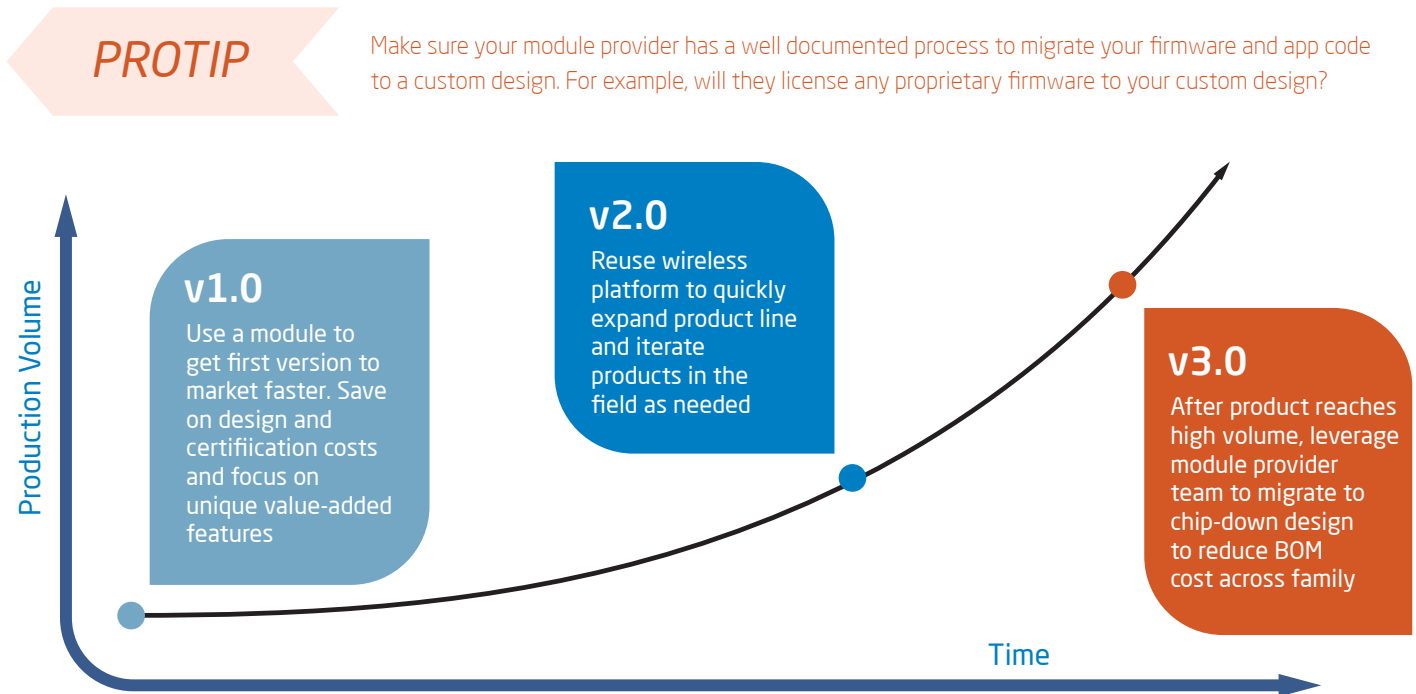 PROTIP
Make sure your module provider has a well documented process to migrate your firmware and app code
to a custom design. For example, will they license any proprietary firmware to your custom design?
Production Volume
v1.0
Use a module to
get first version to
market faster. Save
on design and
certifiication costs
and focus on
unique value-added
features
v2.0
Reuse wireless
platform to quickly
expand product line
and iterate
products in the
field as needed
v3.0
After product reaches
high volume, leverage
module provider
team to migrate to
chip-down design
to reduce BOM
cost across family
Time